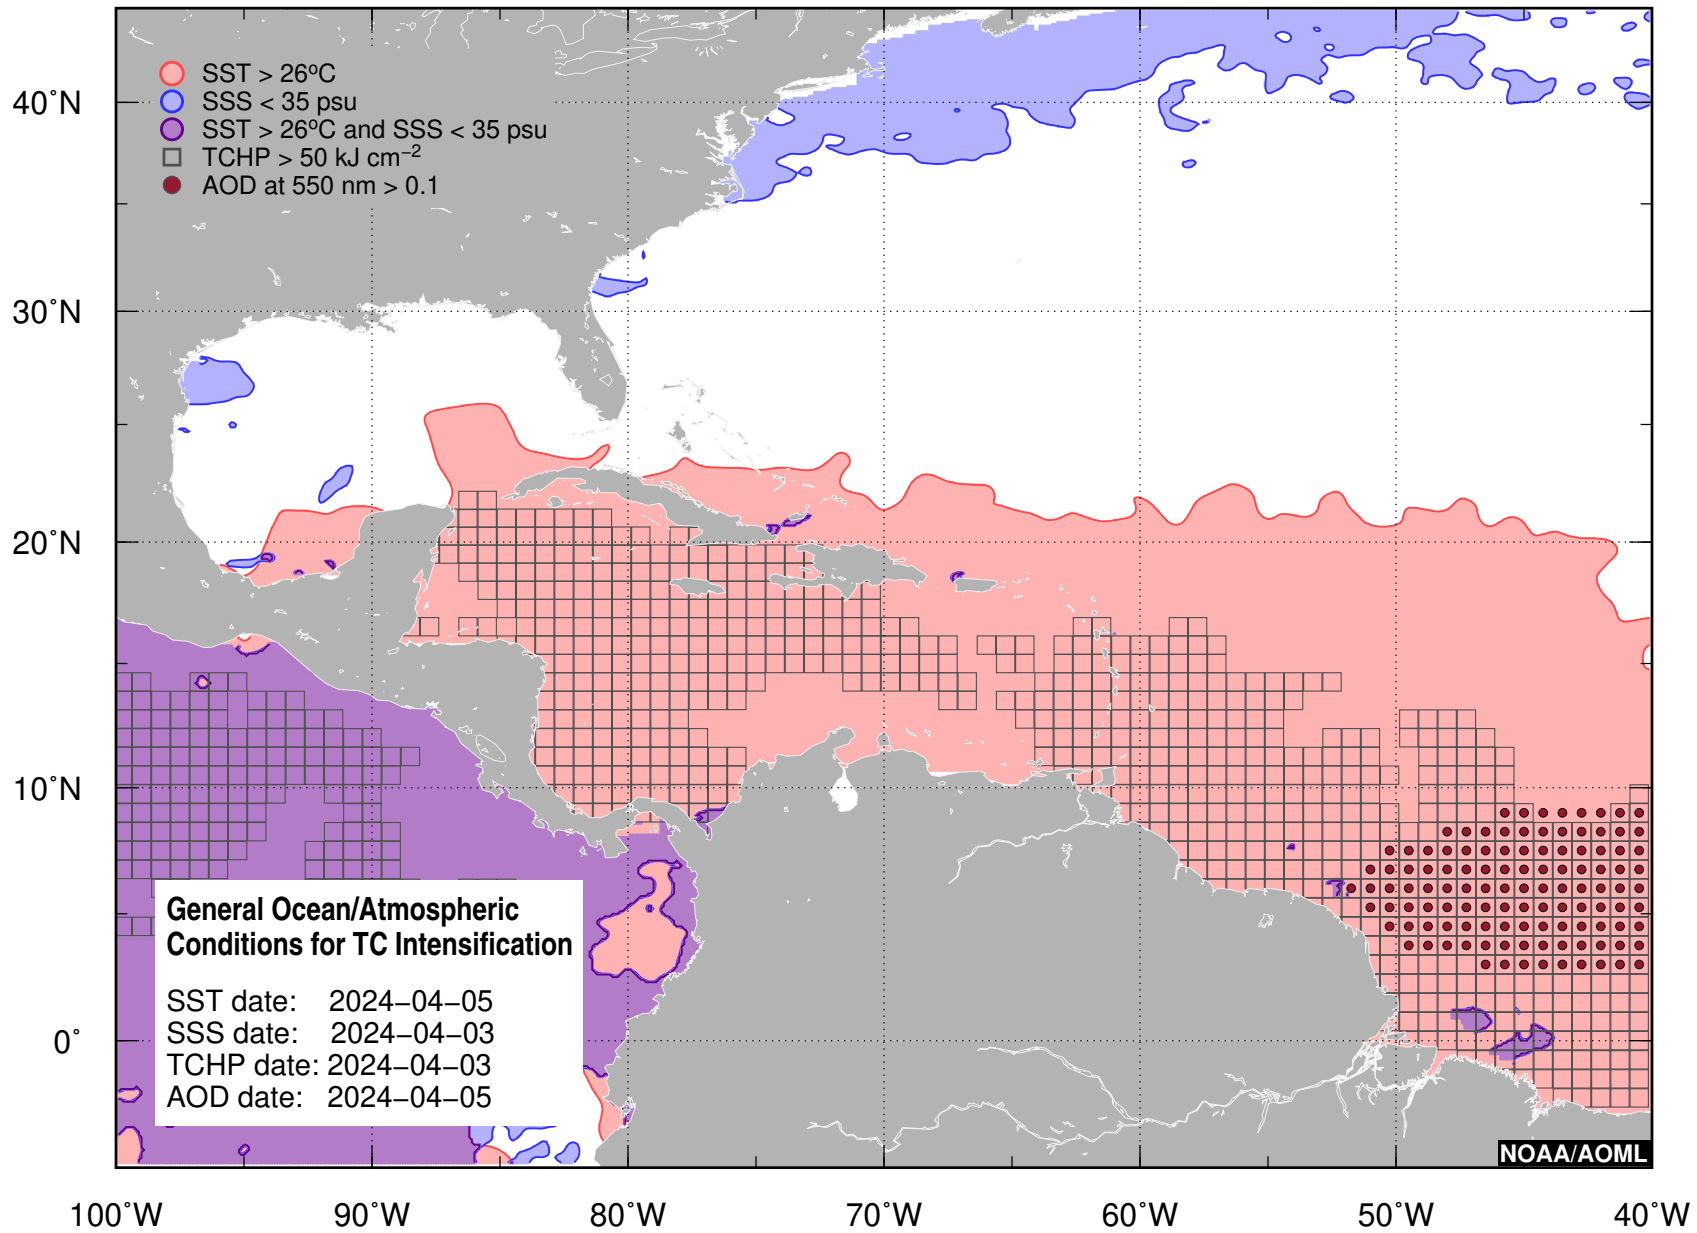 SST > 26ºC
SSS < 35 psu
SST > 26ºC and SSS < 35 psu
TCHP > 50 kJ cm⁻²
AOD at 550 nm > 0.1
40˚N
30˚N
20˚N
10˚N
0˚
General Ocean/Atmospheric
Conditions for TC Intensification
SST date: 2024−04−05
SSS date: 2024−04−03
TCHP date: 2024−04−03
AOD date: 2024−04−05
NOAA/AOML
100˚W 90˚W 80˚W 70˚W 60˚W 50˚W 40˚W